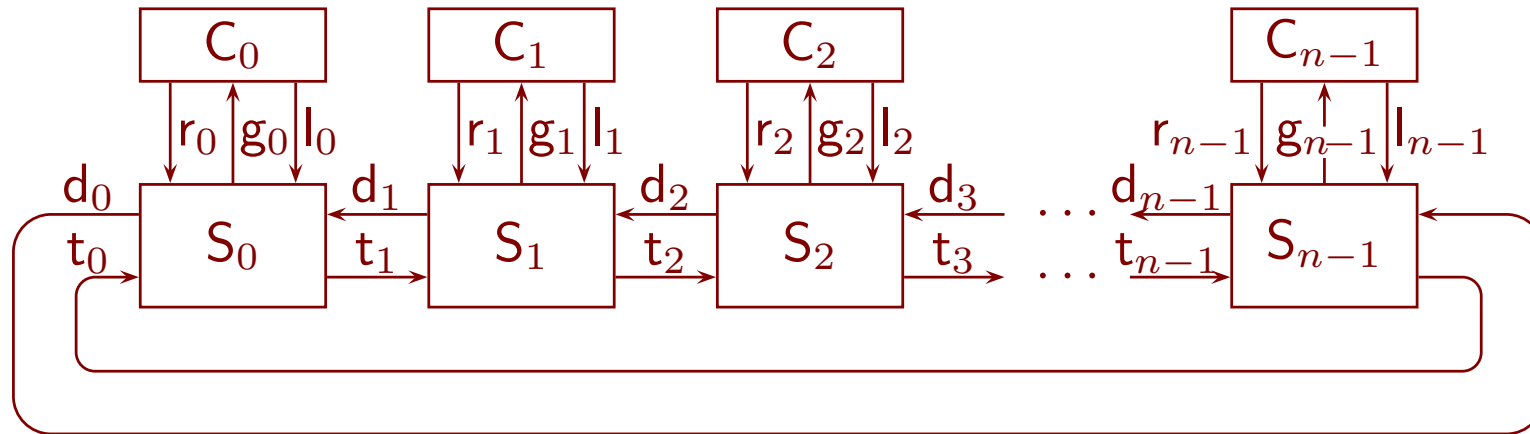 C₀ C₁ C₂ Cₙ₋₁
r₀ g₀ l₀ r₁ g₁ l₁ r₂ g₂ l₂ rₙ₋₁ gₙ₋₁ lₙ₋₁
d₀ d₁ d₂ d₃ · · · dₙ₋₁
S₀ S₁ S₂ Sₙ₋₁
t₀ t₁ t₂ t₃ · · · tₙ₋₁